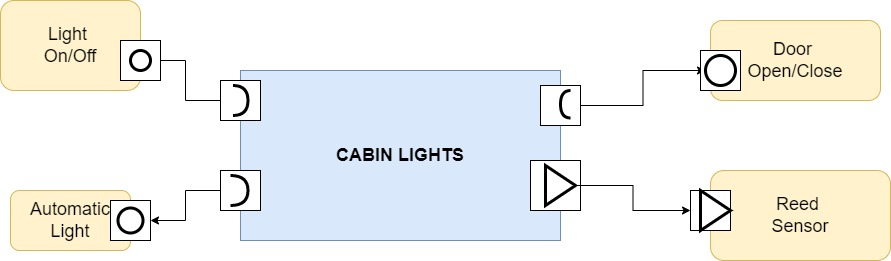 Light
On/Off
Door
Open/Close
CABIN LIGHTS
Automatic
Light
Reed
Sensor